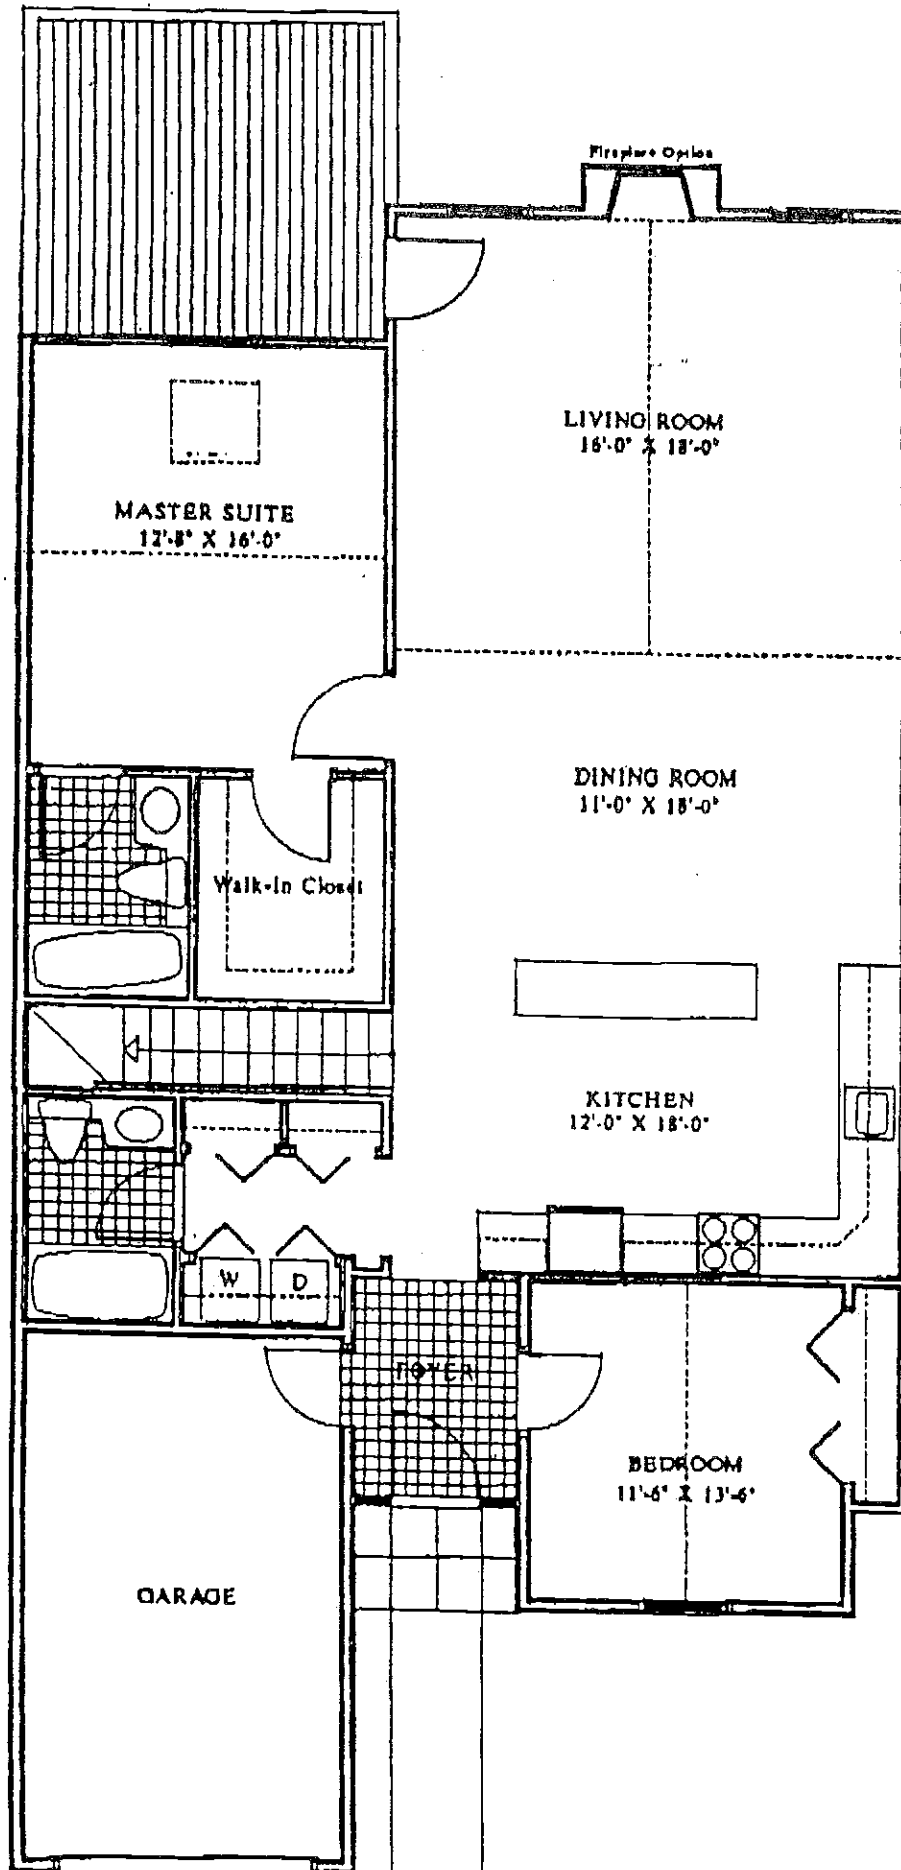 Fireplace Option
LIVING ROOM
16'-0" X 18'-0"
MASTER SUITE
12'-8" X 16'-0"
DINING ROOM
11'-0" X 18'-0"
Walk-In Closet
KITCHEN
12'-0" X 18'-0"
W
D
FOYER
BEDROOM
11'-6" X 13'-6"
GARAGE